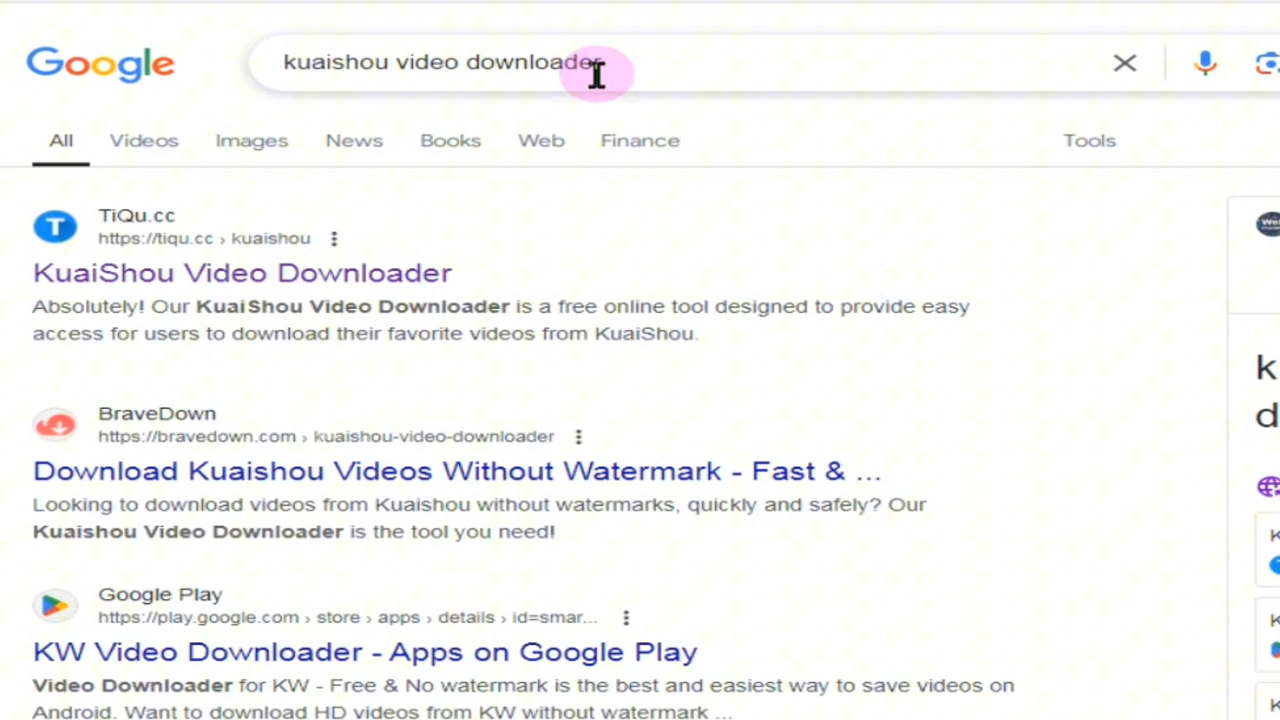 Google
kuaishou video downloader
All Videos Images News Books Web Finance Tools
T
TiQu.cc
https://tiqu.cc › kuaishou
KuaiShou Video Downloader
Absolutely! Our KuaiShou Video Downloader is a free online tool designed to provide easy
access for users to download their favorite videos from KuaiShou.
BraveDown
https://bravedown.com › kuaishou-video-downloader
Download Kuaishou Videos Without Watermark - Fast & ...
Looking to download videos from Kuaishou without watermarks, quickly and safely? Our
Kuaishou Video Downloader is the tool you need!
Google Play
https://play.google.com › store › apps › details › id=smar...
KW Video Downloader - Apps on Google Play
Video Downloader for KW - Free & No watermark is the best and easiest way to save videos on
Android. Want to download HD videos from KW without watermark ...
k
d
K
K
K